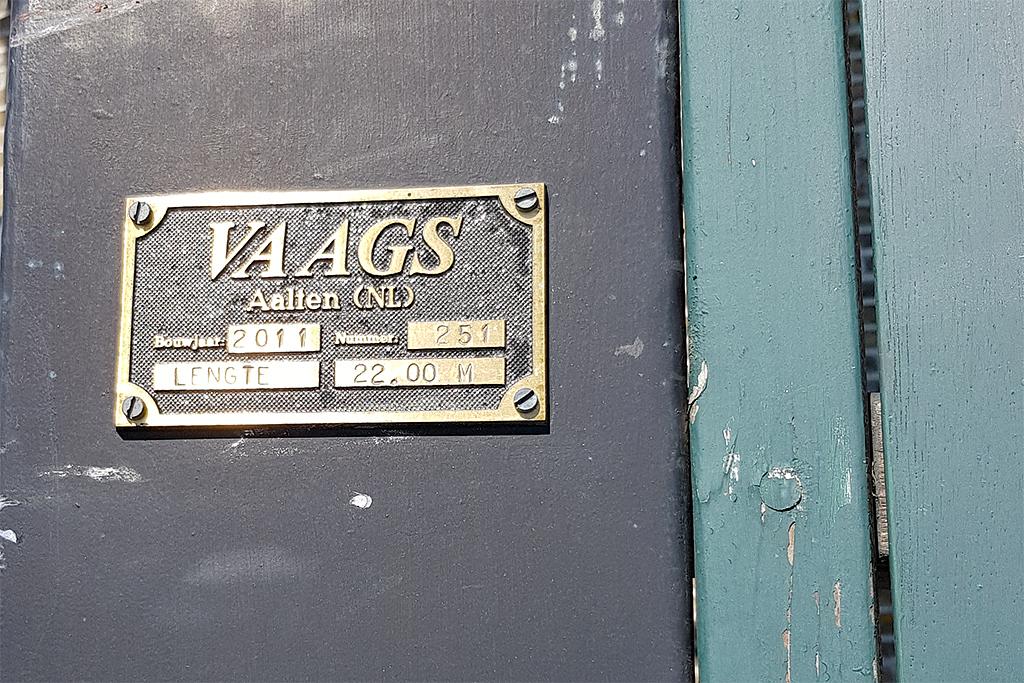 VAAGS
Aalten (NL)
Bouwjaar: 2011 Nummer: 251
LENGTE 22.00 M